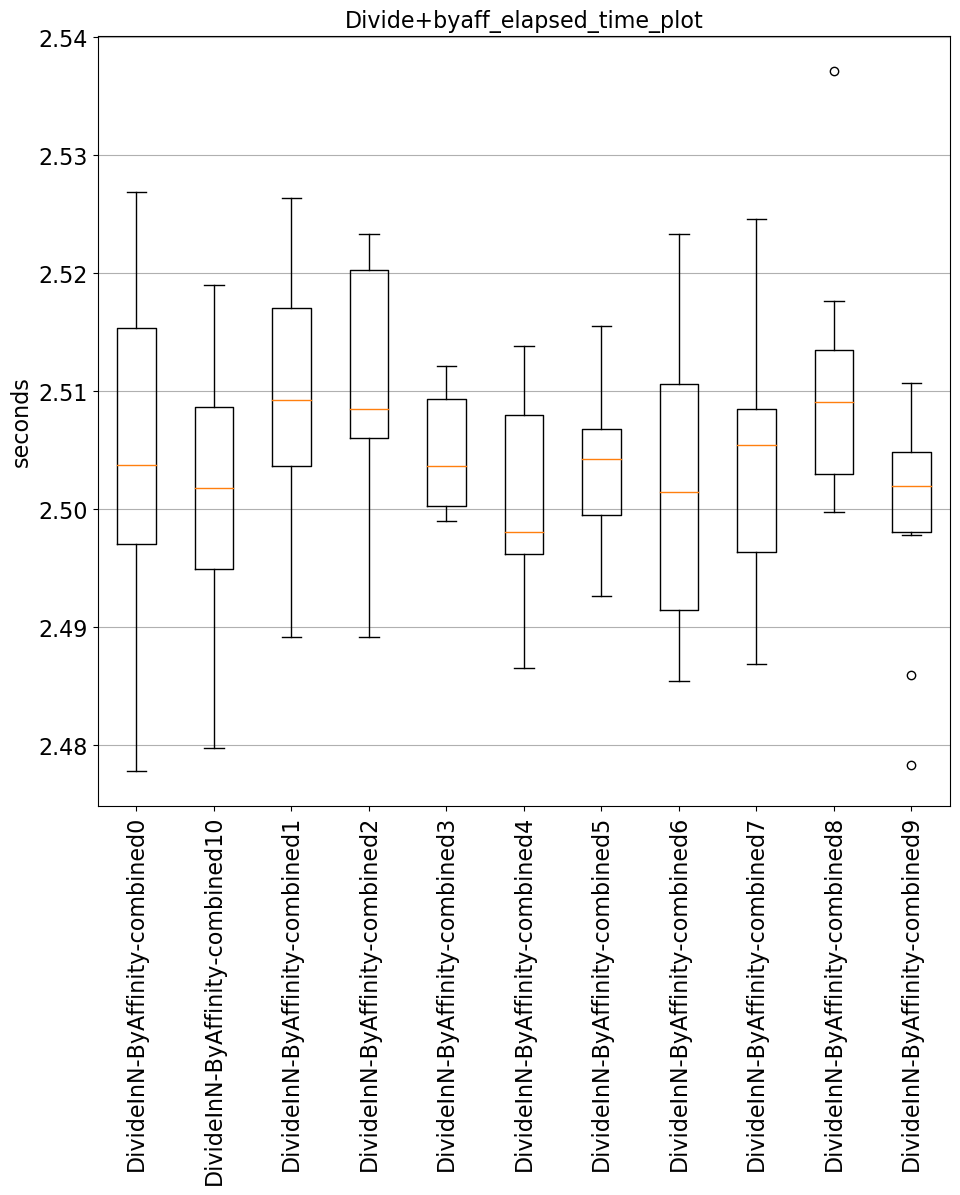 Divide+byaff_elapsed_time_plot
2.54
2.53
2.52
2.51
2.50
2.49
2.48
seconds
DivideInN-ByAffinity-combined0
DivideInN-ByAffinity-combined10
DivideInN-ByAffinity-combined1
DivideInN-ByAffinity-combined2
DivideInN-ByAffinity-combined3
DivideInN-ByAffinity-combined4
DivideInN-ByAffinity-combined5
DivideInN-ByAffinity-combined6
DivideInN-ByAffinity-combined7
DivideInN-ByAffinity-combined8
DivideInN-ByAffinity-combined9